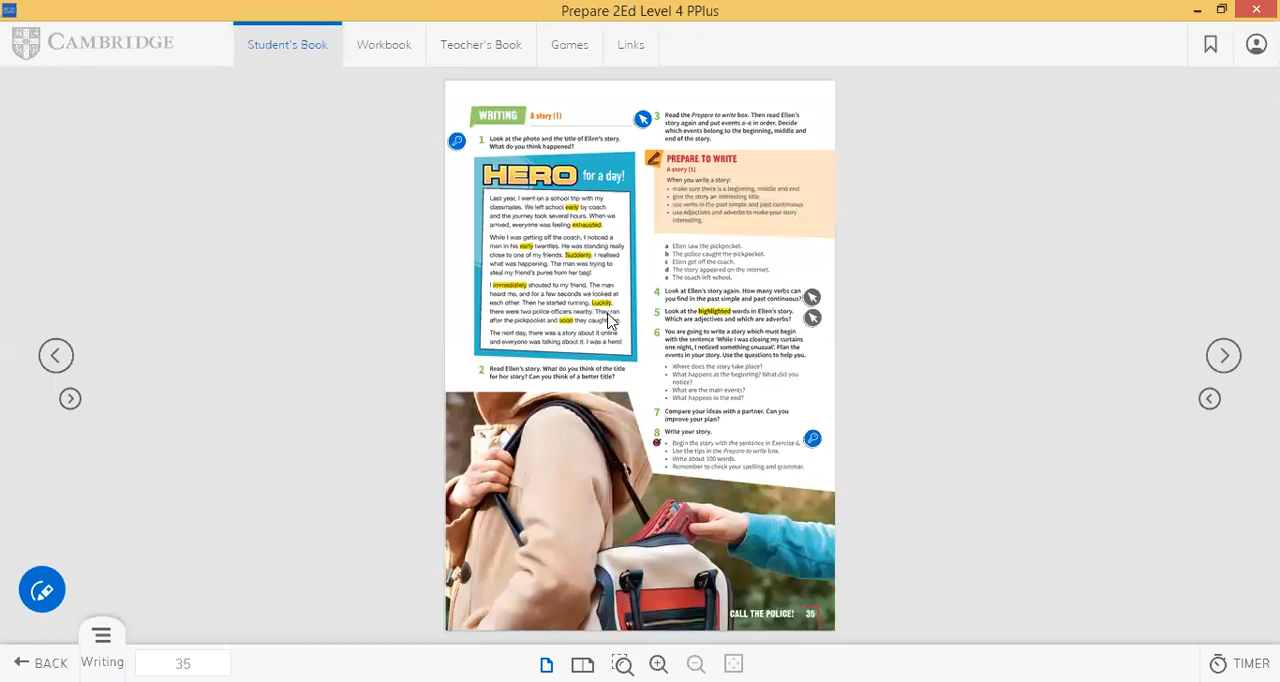 Prepare 2Ed Level 4 PPlus
CAMBRIDGE
Student's Book
Workbook
Teacher's Book
Games
Links
WRITING
A story (1)
1 Look at the photo and the title of Ellen's story.
What do you think happened?
HERO for a day!
Last year, I went on a school trip with my
classmates. We left school early by coach
and the journey took several hours. When we
arrived, everyone was feeling exhausted.
While I was getting off the coach, I noticed a
man in his early twenties. He was standing really
close to one of my friends. Suddenly, I realised
what was happening. The man was trying to
steal my friend's purse from her bag!
I immediately shouted to my friend. The man
heard me, and for a few seconds we looked at
each other. Then he started running. Luckily,
there were two police officers nearby. They ran
after the pickpocket and soon they caught
The next day, there was a story about it online
and everyone was talking about it. I was a hero!
2 Read Ellen's story. What do you think of the title
for her story? Can you think of a better title?
3 Read the Prepare to write box. Then read Ellen's
story again and put events a–e in order. Decide
which events belong to the beginning, middle and
end of the story.
PREPARE TO WRITE
A story (1)
When you write a story:
• make sure there is a beginning, middle and end
• give the story an interesting title
• use verbs in the past simple and past continuous
• use adjectives and adverbs to make your story
interesting.
a Ellen saw the pickpocket.
b The police caught the pickpocket.
c Ellen got off the coach.
d The story appeared on the internet.
e The coach left school.
4 Look at Ellen's story again. How many verbs can
you find in the past simple and past continuous?
5 Look at the highlighted words in Ellen's story.
Which are adjectives and which are adverbs?
6 You are going to write a story which must begin
with the sentence 'While I was closing my curtains
one night, I noticed something unusual'. Plan the
events in your story. Use the questions to help you.
• Where does the story take place?
• What happens at the beginning? What did you
notice?
• What are the main events?
• What happens in the end?
7 Compare your ideas with a partner. Can you
improve your plan?
8 Write your story.
• Begin the story with the sentence in Exercise 6.
• Use the tips in the Prepare to write box.
• Write about 100 words.
• Remember to check your spelling and grammar.
CALL THE POLICE! 35
BACK
Writing
35
TIMER